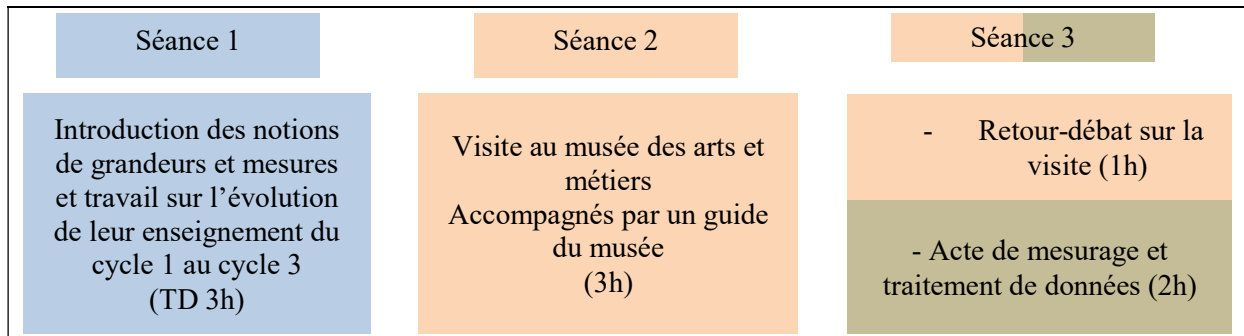 Séance 1
Introduction des notions
de grandeurs et mesures
et travail sur l’évolution
de leur enseignement du
cycle 1 au cycle 3
(TD 3h)
Séance 2
Visite au musée des arts et
métiers
Accompagnés par un guide
du musée
(3h)
Séance 3
- Retour-débat sur la
visite (1h)
- Acte de mesurage et
traitement de données (2h)